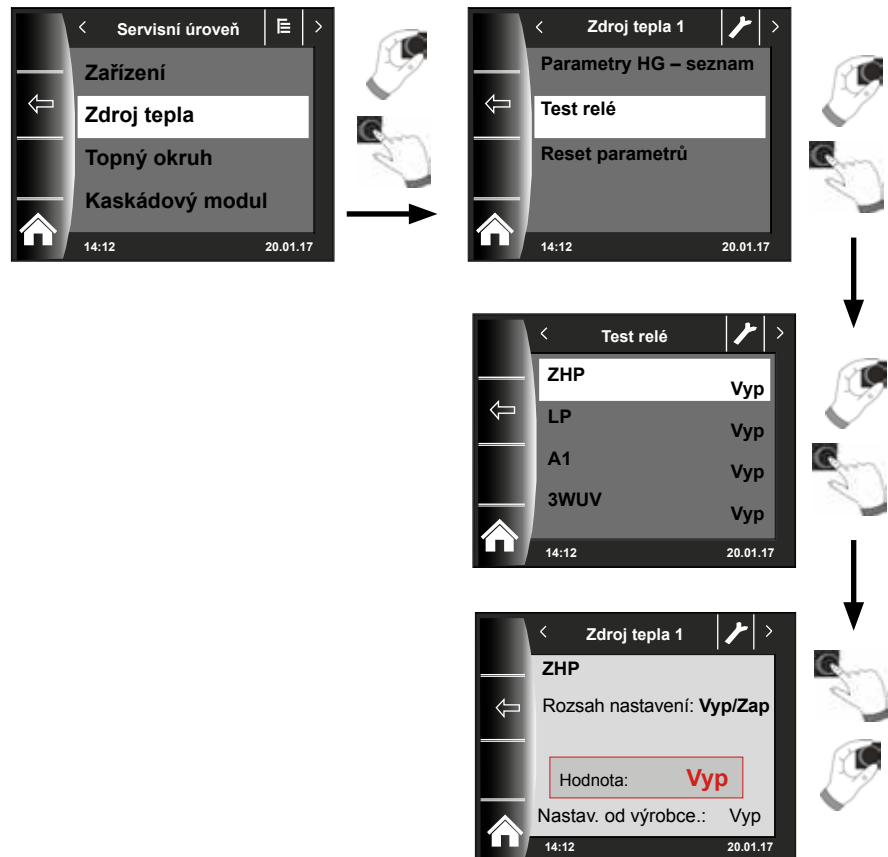 Servisní úroveň
Zařízení
Zdroj tepla
Topný okruh
Kaskádový modul
14:12 20.01.17
Zdroj tepla 1
Parametry HG – seznam
Test relé
Reset parametrů
14:12 20.01.17
Test relé
ZHP Vyp
LP Vyp
A1 Vyp
3WUV Vyp
14:12 20.01.17
Zdroj tepla 1
ZHP
Rozsah nastavení: Vyp/Zap
Hodnota: Vyp
Nastav. od výrobce.: Vyp
14:12 20.01.17